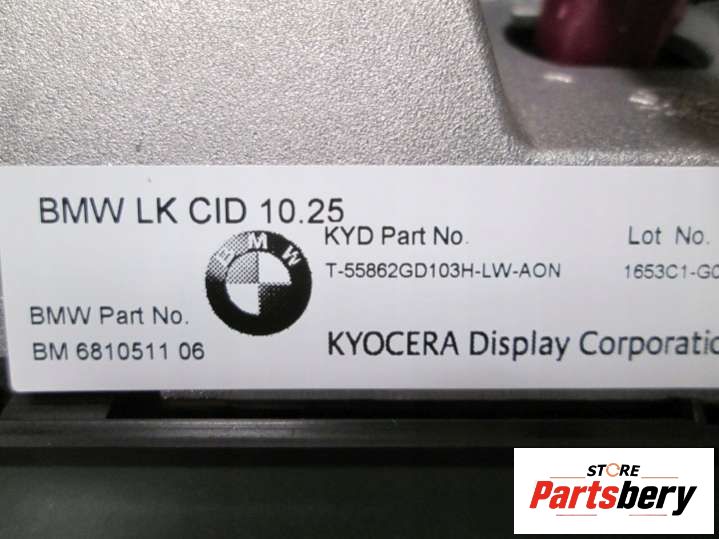 BMW LK CID 10.25
KYD Part No.
Lot No.
T-55862GD103H-LW-AON
BMW
BMW Part No.
BM 6810511 06
KYOCERA Display
STORE
Partsbery